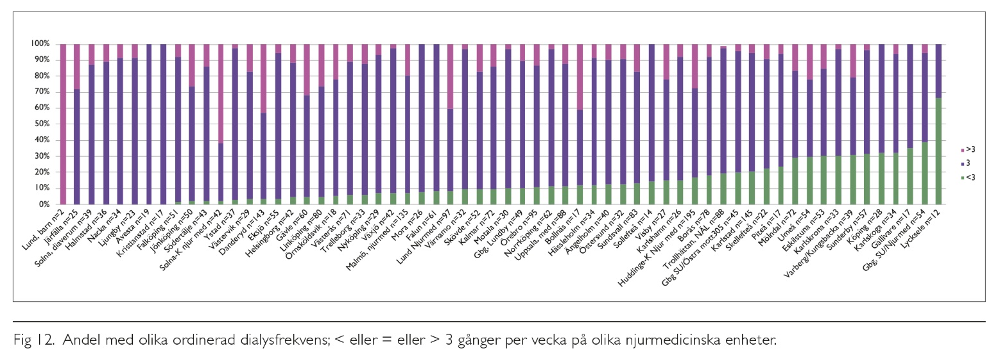 100%
90%
80%
70%
60%
50%
40%
30%
20%
10%
0%
>3
3
<3
Lund, barn n=2
Järfälla n=25
Solna, diaverum n=39
Halmstad n=36
Nacka n=34
Ljungby n=23
Avesta n=19
Kristianstad n=17
Falköping n=51
Jönköping n=50
Södertälje n=43
Solna-K njur med n=42
Ystad n=37
Västervik n=29
Danderyd n=143
Eksjö n=55
Helsingborg n=42
Gävle n=60
Linköping n=80
Örnsköldsvik n=18
Västerås n=71
Trelleborg n=33
Nyköping n=29
Växjö n=42
Malmö, njurmed n=135
Mora n=26
Falun n=61
Lund Njurmed n=97
Värnamo n=32
Skövde n=52
Kalmar n=72
Motala n=30
Gbg. Lundby n=49
Örebro n=95
Norrköping n=62
Uppsala, med n=88
Bollnäs n=17
Hässleholm n=34
Ängelholm n=40
Östersund n=32
Sundsvall n=83
Sollefteå n=14
Visby n=27
Karlshamn n=26
Huddinge-K Njur med n=195
Borås n=78
Trollhättan, NÄL n=88
Gbg SU/Östra mott305 n=45
Karlstad n=145
Skellefteå n=22
Piteå n=17
Mölndal n=72
Umeå n=54
Eskilstuna n=53
Karlskrona n=33
Varberg/Kungsbacka n=39
Sunderby n=57
Köping n=28
Karlskoga n=34
Gällivare n=17
Gbg. SU/Njurmed n=54
Lycksele n=12
Fig 12. Andel med olika ordinerad dialysfrekvens; < eller = eller > 3 gånger per vecka på olika njurmedicinska enheter.